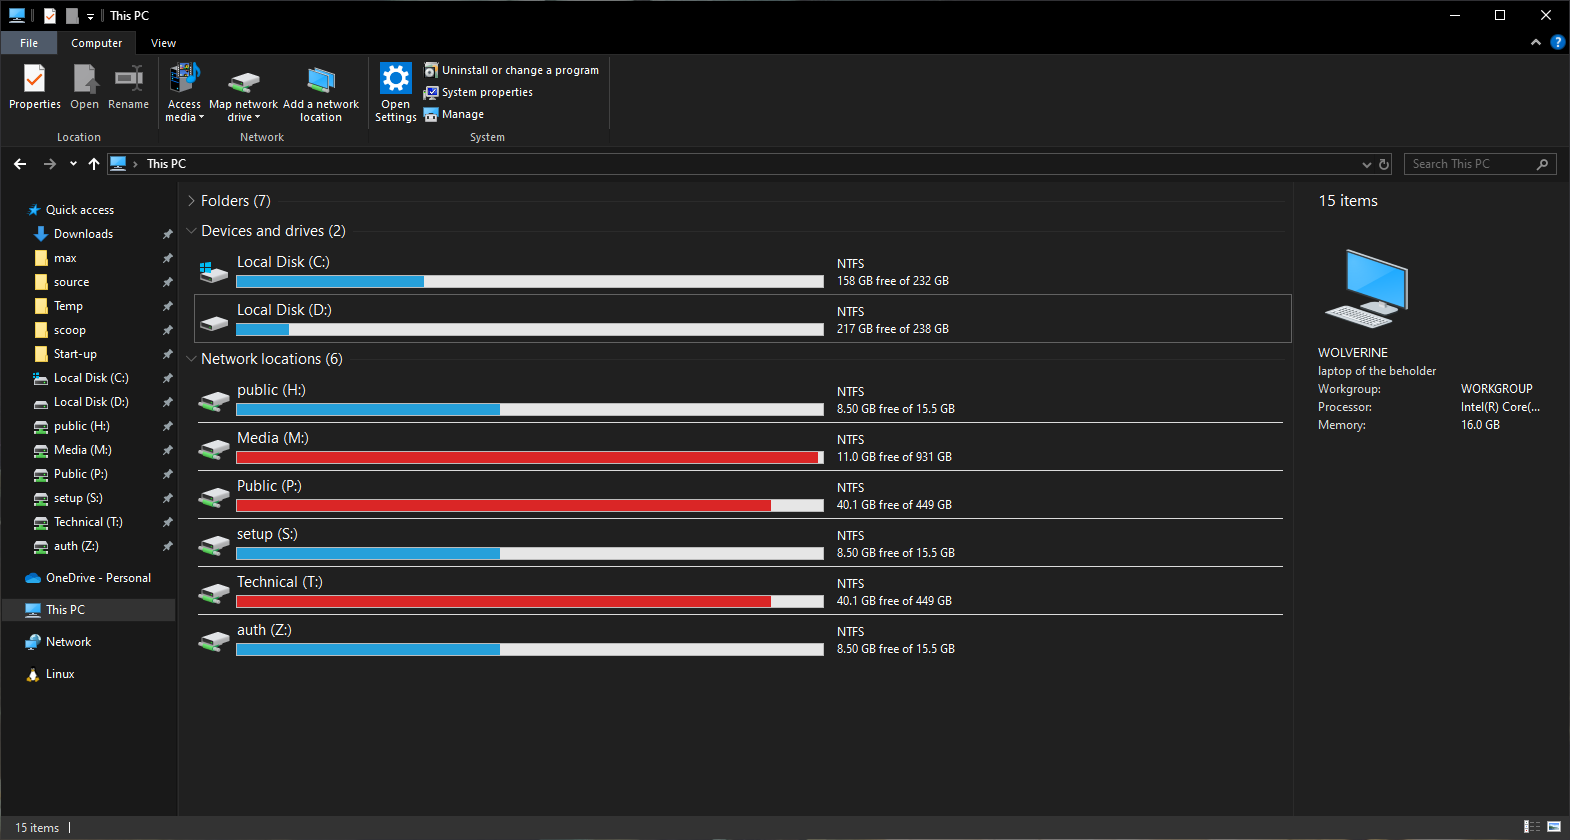 This PC
File Computer View
Properties Open Rename Access media Map network drive Add a network location Open Settings
Uninstall or change a program
System properties
Manage
Location Network System
This PC
Search This PC
Quick access
Downloads
max
source
Temp
scoop
Start-up
Local Disk (C:)
Local Disk (D:)
public (H:)
Media (M:)
Public (P:)
setup (S:)
Technical (T:)
auth (Z:)
OneDrive - Personal
This PC
Network
Linux
Folders (7)
Devices and drives (2)
Local Disk (C:)
NTFS
158 GB free of 232 GB
Local Disk (D:)
NTFS
217 GB free of 238 GB
Network locations (6)
public (H:)
NTFS
8.50 GB free of 15.5 GB
Media (M:)
NTFS
11.0 GB free of 931 GB
Public (P:)
NTFS
40.1 GB free of 449 GB
setup (S:)
NTFS
8.50 GB free of 15.5 GB
Technical (T:)
NTFS
40.1 GB free of 449 GB
auth (Z:)
NTFS
8.50 GB free of 15.5 GB
15 items
WOLVERINE
laptop of the beholder
Workgroup: WORKGROUP
Processor: Intel(R) Core(...
Memory: 16.0 GB
15 items